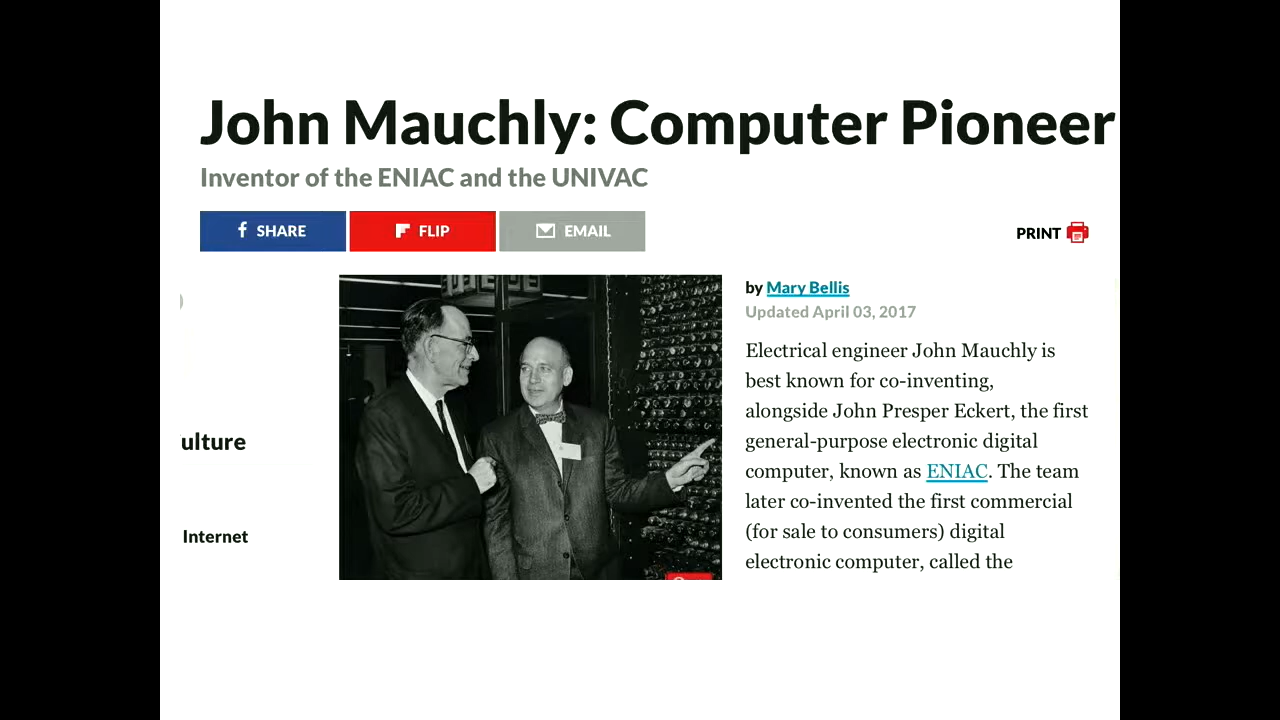 John Mauchly: Computer Pioneer
Inventor of the ENIAC and the UNIVAC
SHARE
FLIP
EMAIL
PRINT
ulture
Internet
by Mary Bellis
Updated April 03, 2017
Electrical engineer John Mauchly is
best known for co-inventing,
alongside John Presper Eckert, the first
general-purpose electronic digital
computer, known as ENIAC. The team
later co-invented the first commercial
(for sale to consumers) digital
electronic computer, called the